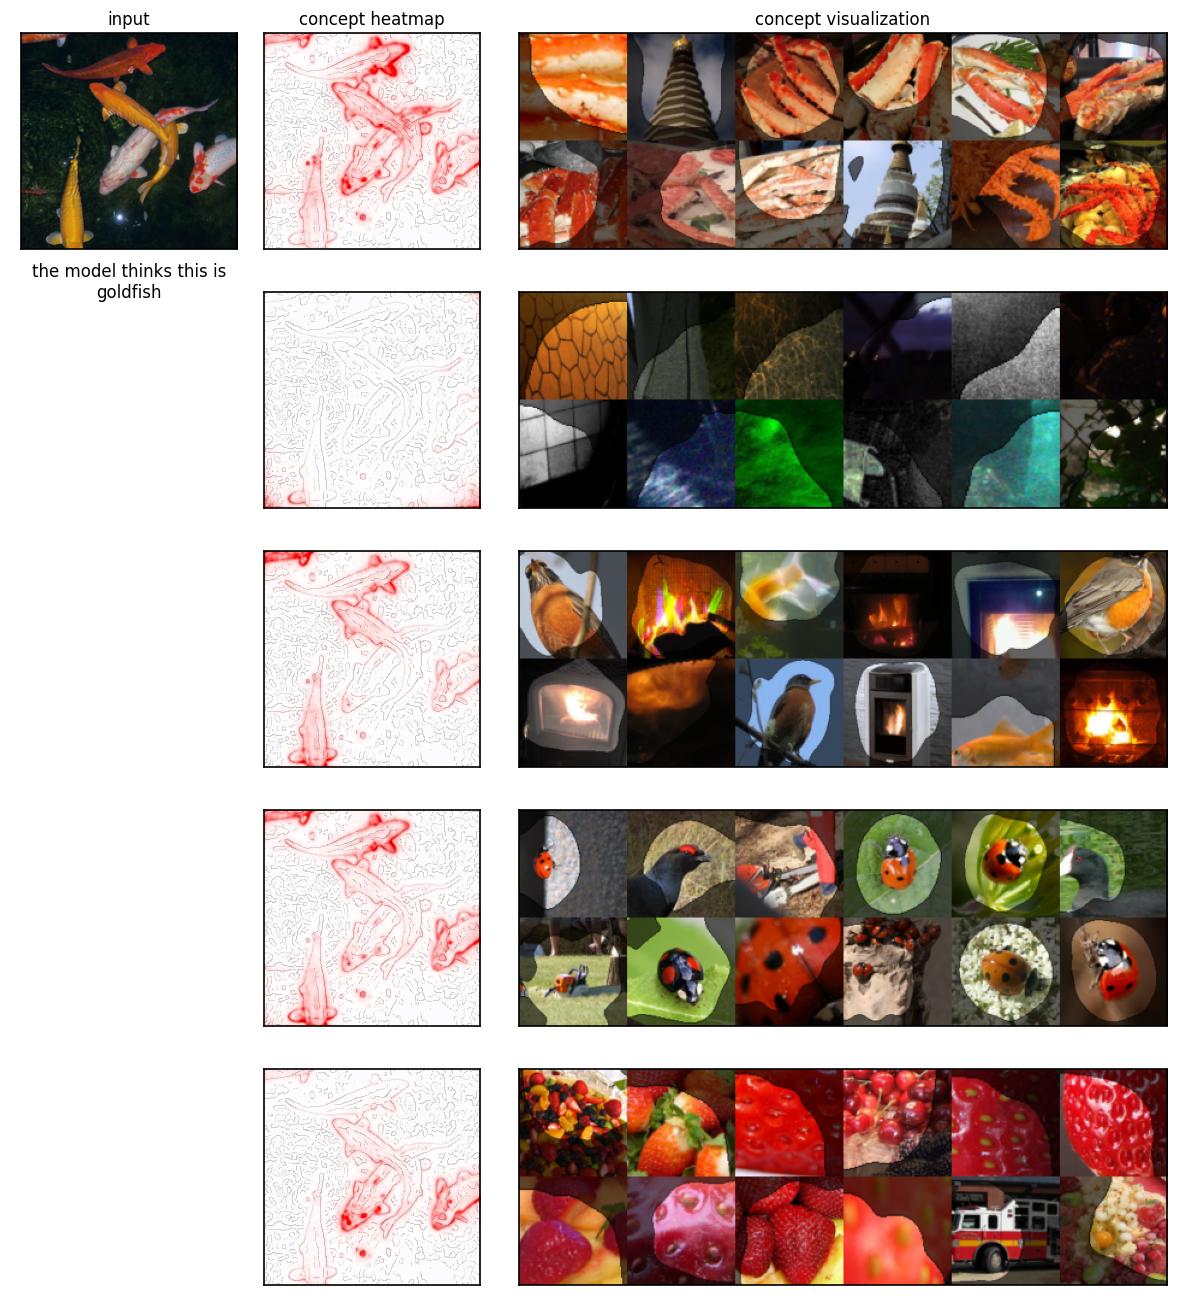 input
concept heatmap
concept visualization
the model thinks this is
goldfish